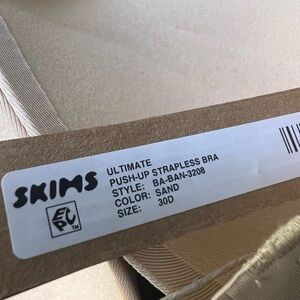 SKIMS
ULTIMATE
PUSH-UP STRAPLESS BRA
STYLE: BA-BAN-3208
COLOR: SAND
SIZE: 30D